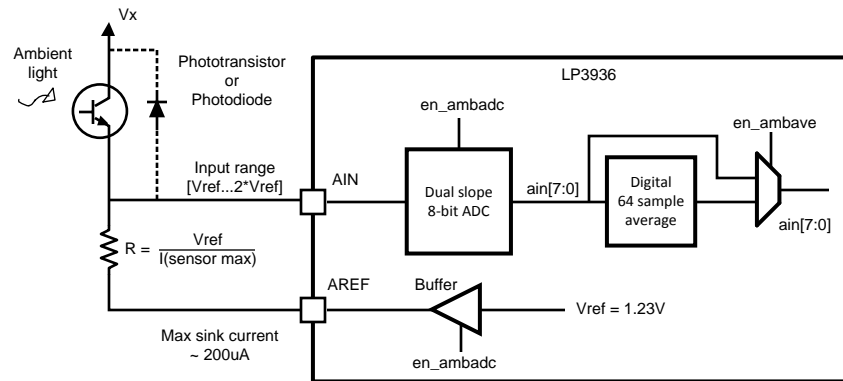 Vx
Ambient
light
Phototransistor
or
Photodiode
LP3936
en_ambadc
en_ambave
Input range
[Vref...2*Vref]
AIN
Dual slope
8-bit ADC
ain[7:0]
Digital
64 sample
average
ain[7:0]
R = Vref
I(sensor max)
AREF
Buffer
Vref = 1.23V
Max sink current
~ 200uA
en_ambadc